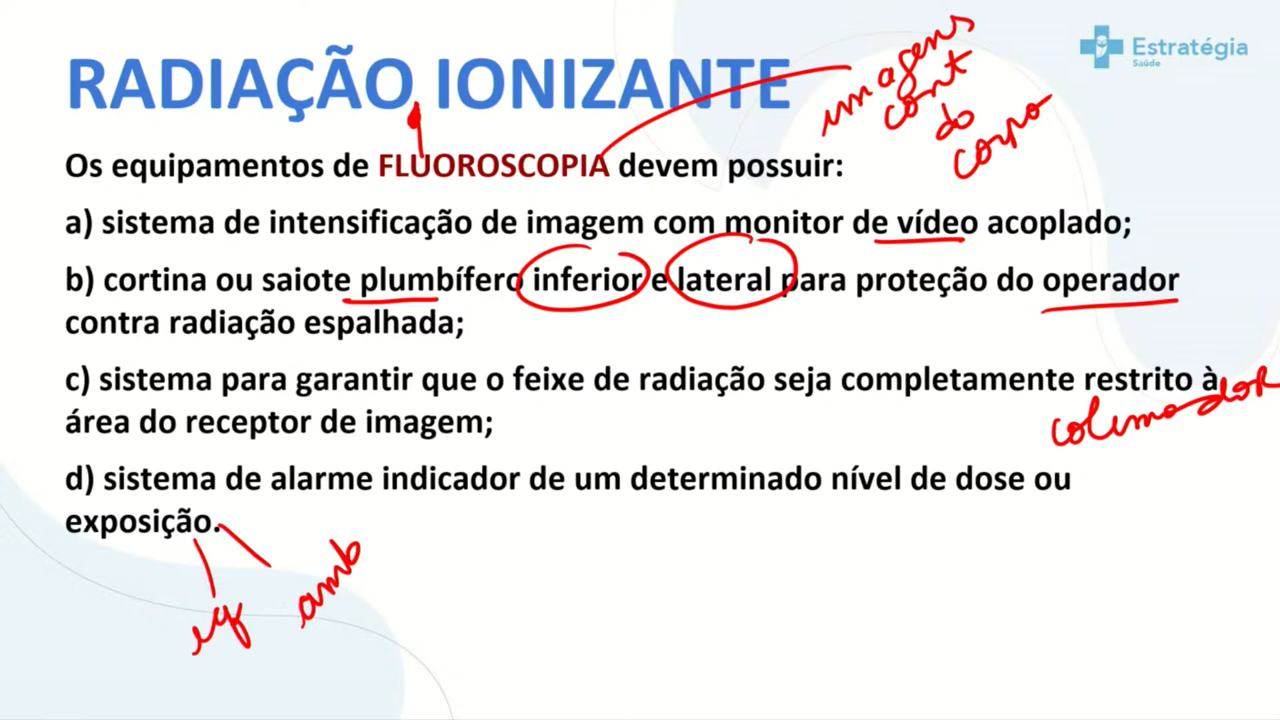 Estratégia
Saúde
RADIAÇÃO IONIZANTE
imagens
cont
do
corpo
Os equipamentos de FLUOROSCOPIA devem possuir:
a) sistema de intensificação de imagem com monitor de vídeo acoplado;
b) cortina ou saiote plumbífero inferior e lateral para proteção do operador
contra radiação espalhada;
c) sistema para garantir que o feixe de radiação seja completamente restrito à
área do receptor de imagem;
colimador
d) sistema de alarme indicador de um determinado nível de dose ou
exposição.
eq
amb